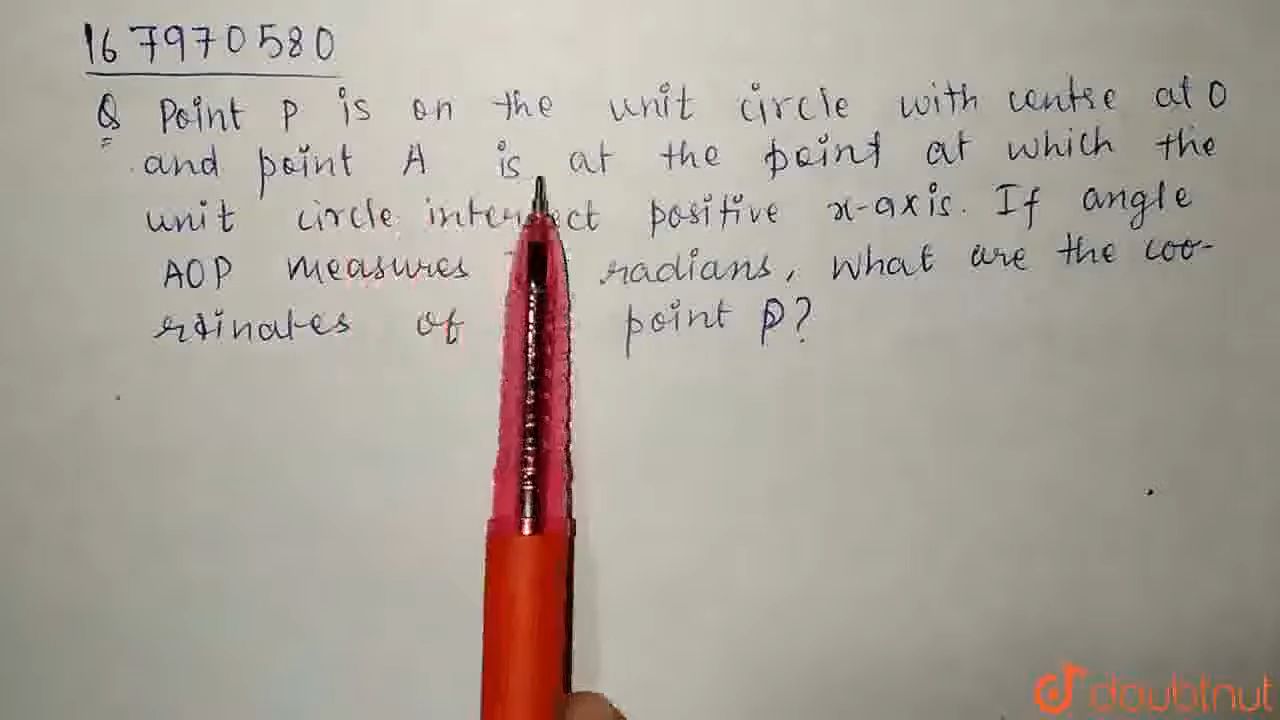 167970580
Q Point P is on the unit circle with centre at O
and point A is at the point at which the
unit circle intersect positive x-axis. If angle
AOP measures radians, what are the coo-
rdinates of point P?
doubtnut